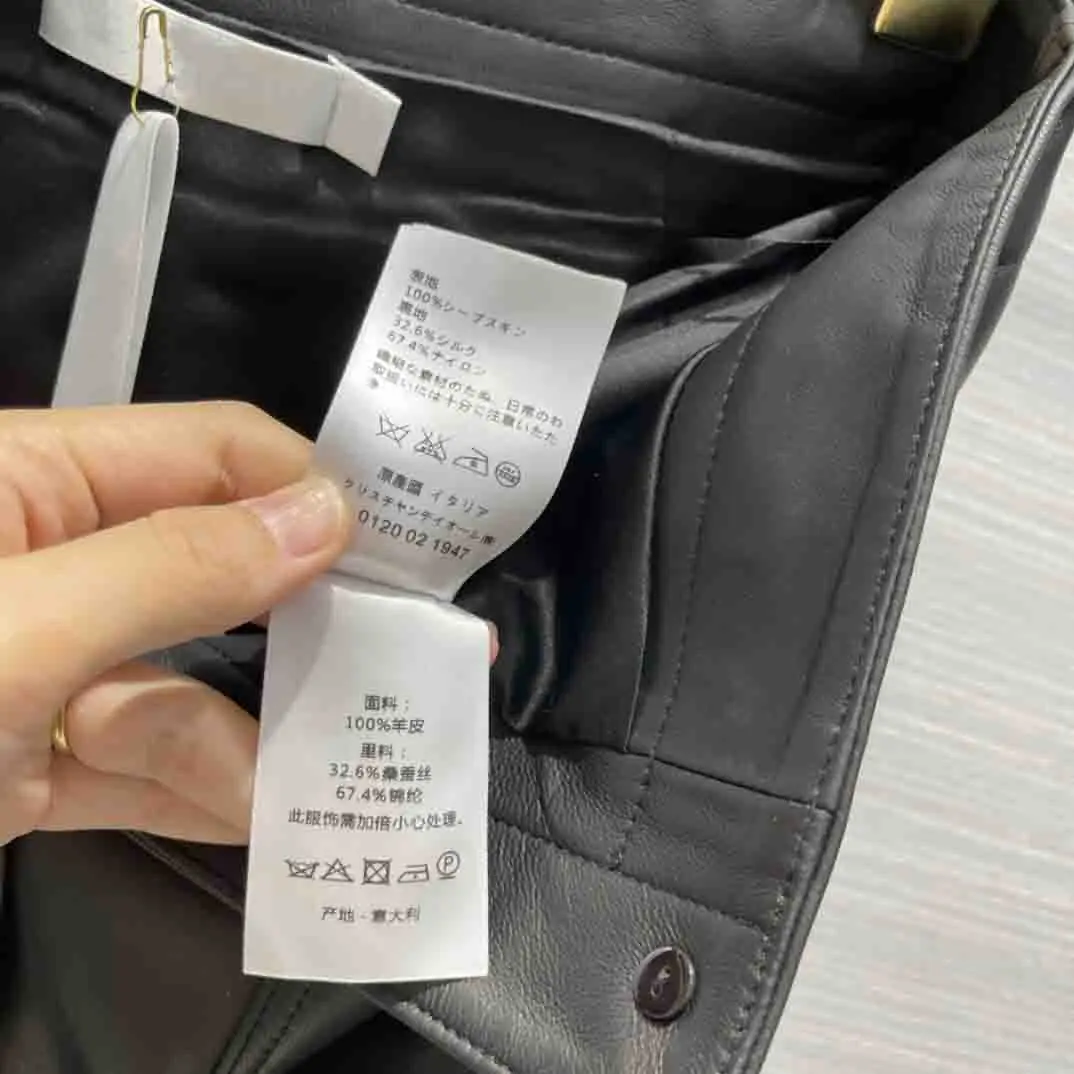 表地
100%シープスキン
裏地
32.6%シルク
67.4%ナイロン
繊細な素材のため、日常のわ
取扱いには十分に注意いたた
原産國 イタリア
クリスチャンディオール㈱
0120 02 1947
面料：
100%羊皮
里料：
32.6%桑蚕丝
67.4%锦纶
此服饰需加倍小心处理。
P
产地 - 意大利